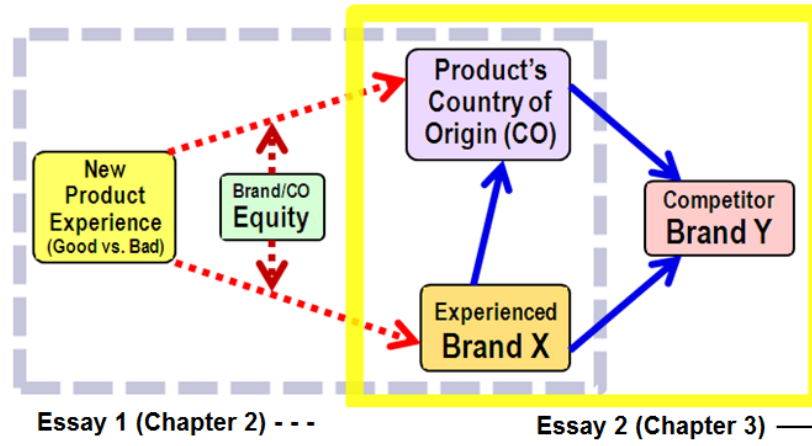 Product's
Country of
Origin (CO)
New
Product
Experience
(Good vs. Bad)
Brand/CO
Equity
Competitor
Brand Y
Experienced
Brand X
Essay 1 (Chapter 2) - - -
Essay 2 (Chapter 3) —